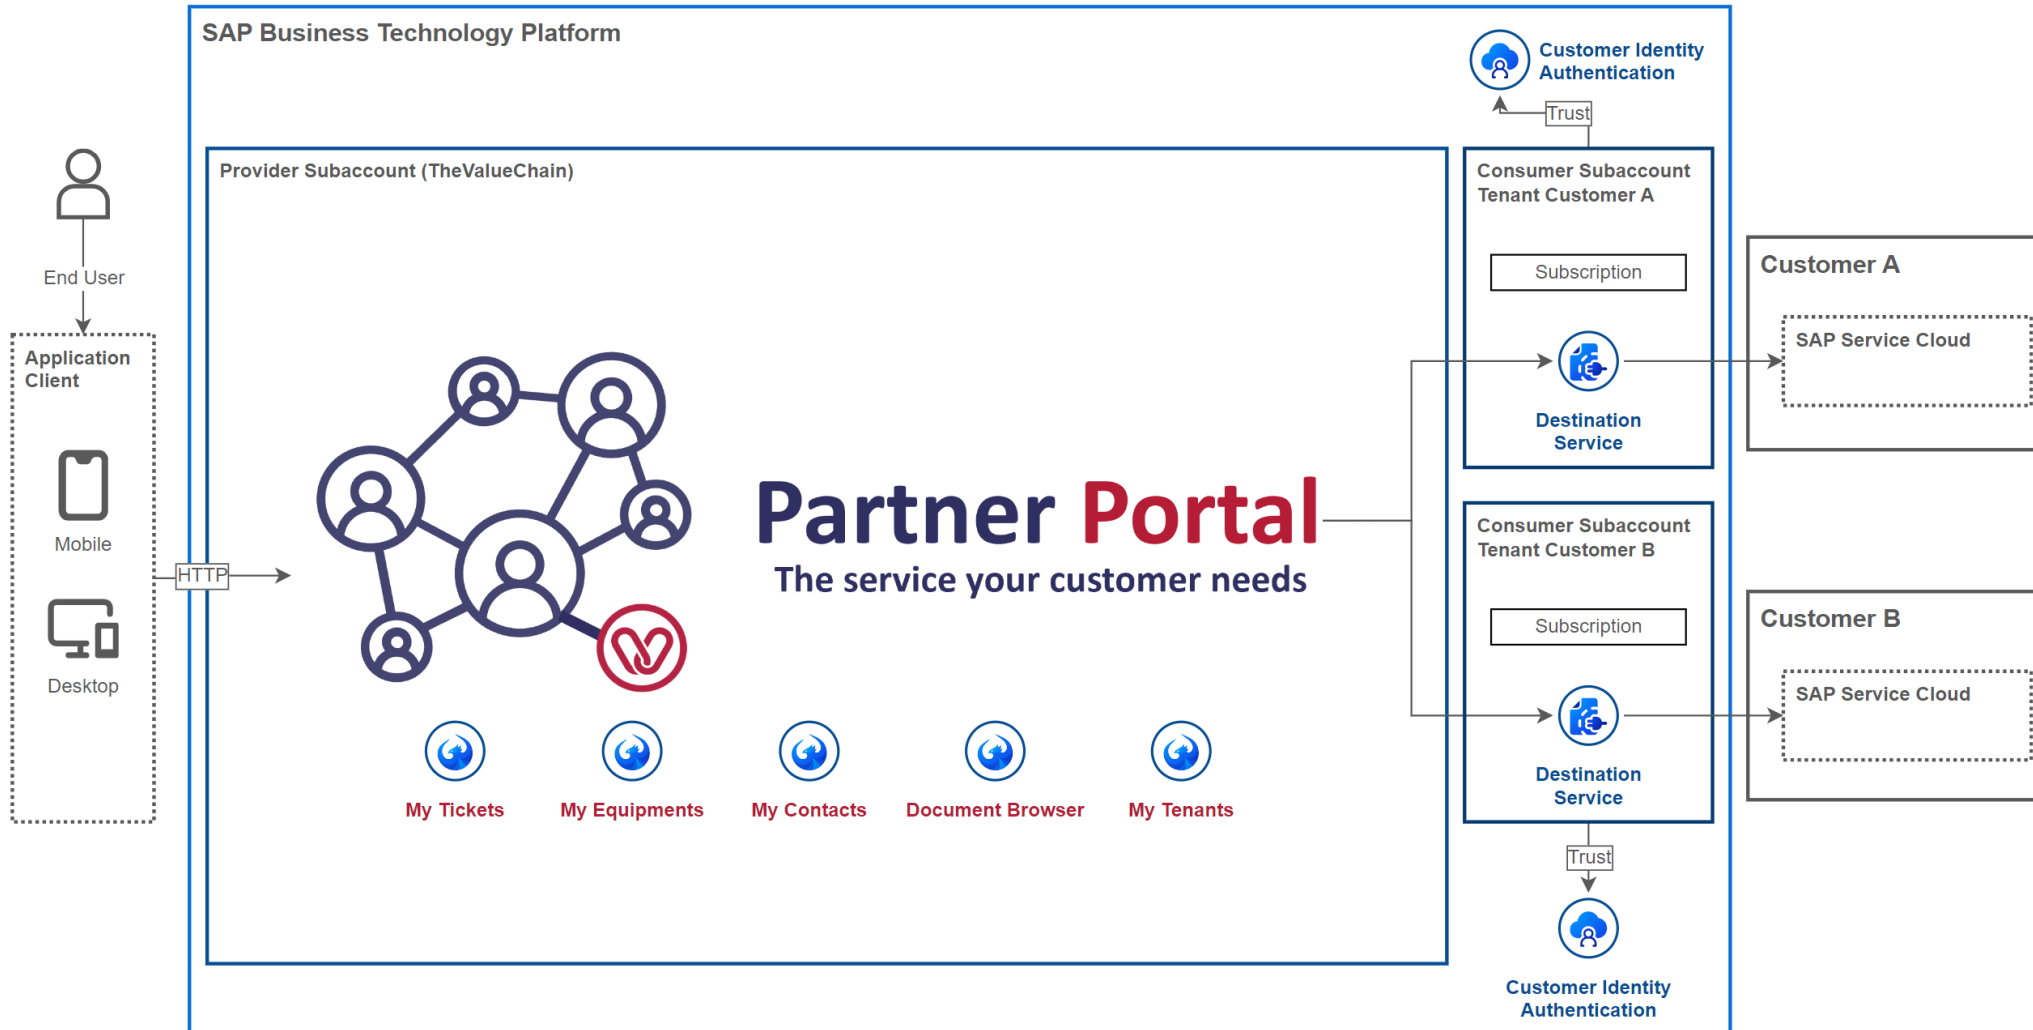 SAP Business Technology Platform
Customer Identity
Authentication
Trust
Provider Subaccount (TheValueChain)
End User
Application
Client
Mobile
Desktop
HTTP
Partner Portal
The service your customer needs
My Tickets
My Equipments
My Contacts
Document Browser
My Tenants
Consumer Subaccount
Tenant Customer A
Subscription
Destination
Service
Customer A
SAP Service Cloud
Consumer Subaccount
Tenant Customer B
Subscription
Destination
Service
Customer B
SAP Service Cloud
Trust
Customer Identity
Authentication